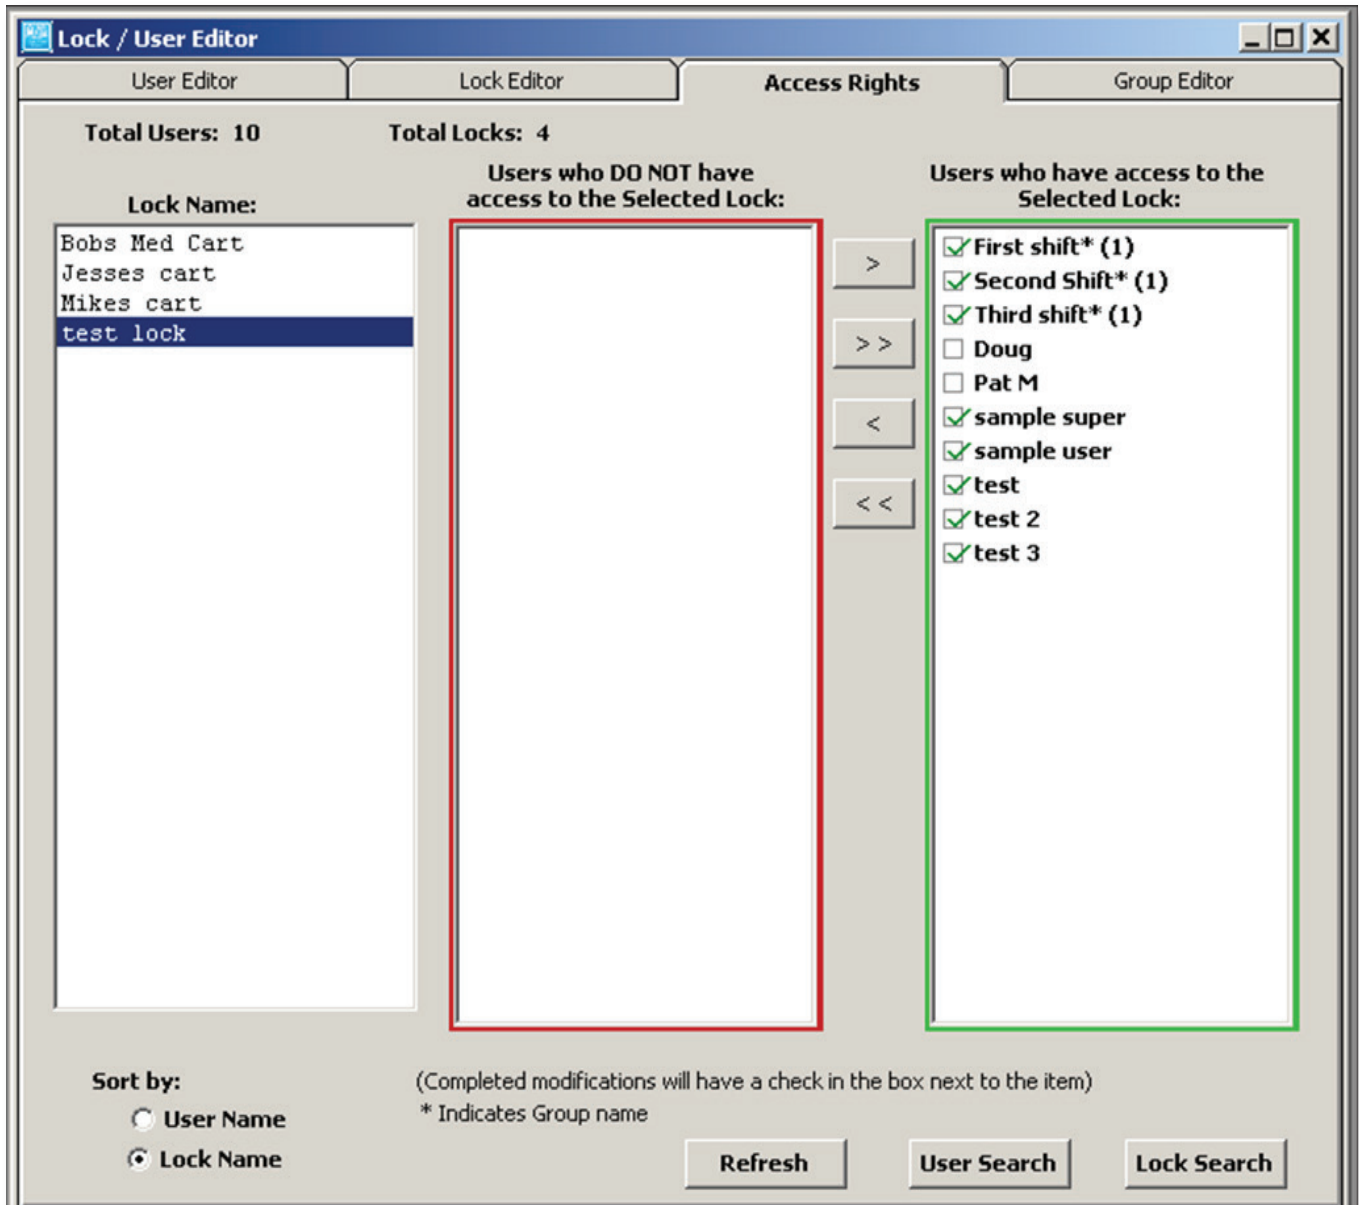 Lock / User Editor
User Editor
Lock Editor
Access Rights
Group Editor
Total Users: 10
Total Locks: 4
Lock Name:
Bobs Med Cart
Jesses cart
Mikes cart
test lock
Users who DO NOT have
access to the Selected Lock:
>
> >
<
< <
Users who have access to the
Selected Lock:
First shift* (1)
Second Shift* (1)
Third shift* (1)
Doug
Pat M
sample super
sample user
test
test 2
test 3
Sort by:
User Name
Lock Name
(Completed modifications will have a check in the box next to the item)
* Indicates Group name
Refresh
User Search
Lock Search